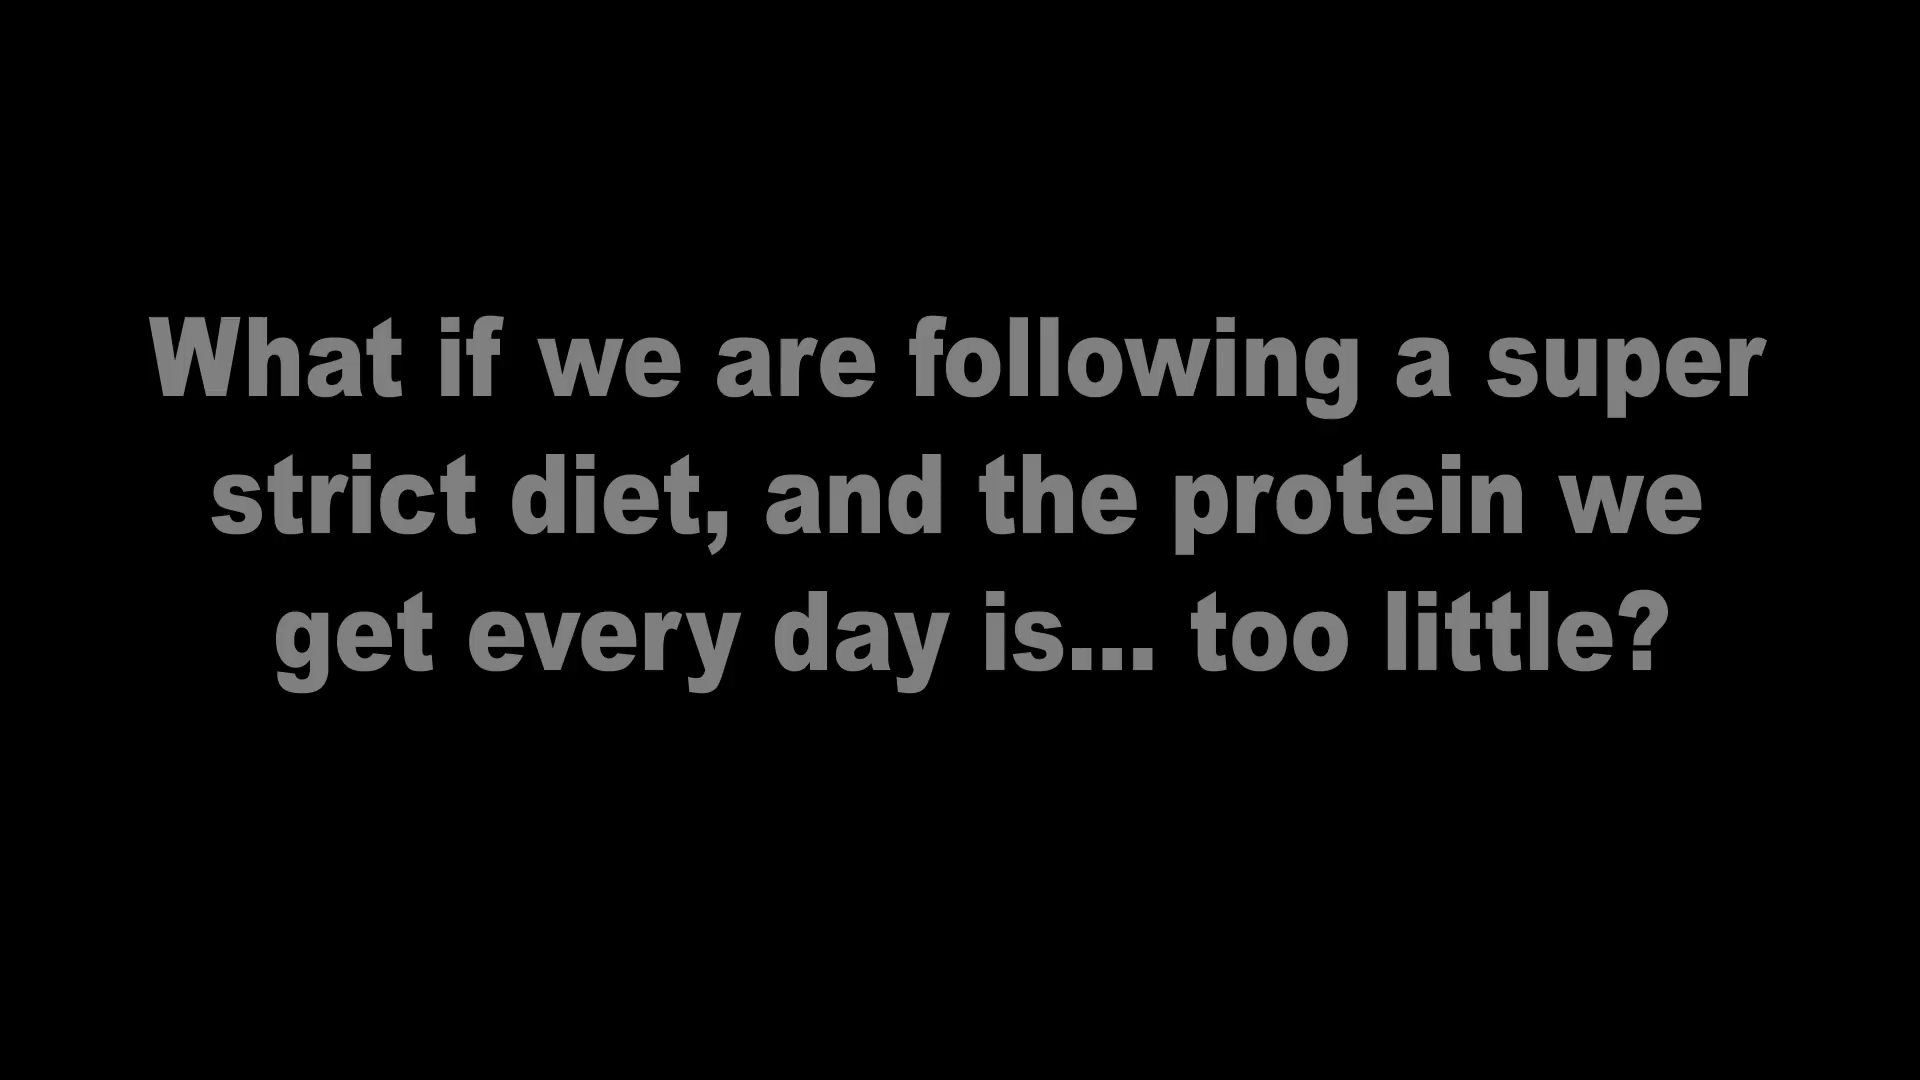 What if we are following a super
strict diet, and the protein we
get every day is... too little?